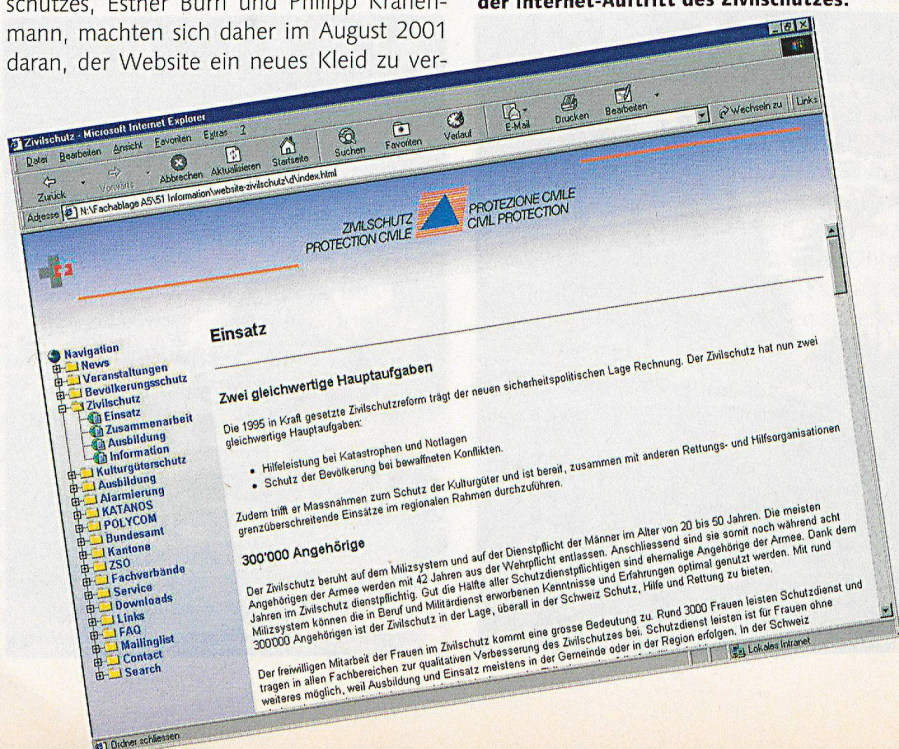 schutzes, Esther Bürri und Philipp Kranen-
mann, machten sich daher im August 2001
daran, der Website ein neues Kleid zu ver-
der Internet-Auftritt des Zivilschutzes.
Zivilschutz - Microsoft Internet Explorer
Datei Bearbeiten Ansicht Favoriten Extras ?
Zurück Vorwärts Abbrechen Aktualisieren Startseite Suchen Favoriten Verlauf E-Mail Drucken Bearbeiten
Adresse N:\Fachablage A5\51 Information\website-zivilschutz\d\index.html Wechseln zu Links
ZIVILSCHUTZ PROTEZIONE CIVILE
PROTECTION CIVILE CIVIL PROTECTION
Navigation
News
Veranstaltungen
Bevölkerungsschutz
Zivilschutz
Einsatz
Zusammenarbeit
Ausbildung
Information
Kulturgüterschutz
Ausbildung
Alarmierung
KATANOS
POLYCOM
Bundesamt
Kantone
ZSO
Fachverbände
Service
Downloads
Links
FAQ
Mailinglist
Contact
Search
Einsatz
Zwei gleichwertige Hauptaufgaben
Die 1995 in Kraft gesetzte Zivilschutzreform trägt der neuen sicherheitspolitischen Lage Rechnung. Der Zivilschutz hat nun zwei
gleichwertige Hauptaufgaben:
• Hilfeleistung bei Katastrophen und Notlagen
• Schutz der Bevölkerung bei bewaffneten Konflikten.
Zudem trifft er Massnahmen zum Schutz der Kulturgüter und ist bereit, zusammen mit anderen Rettungs- und Hilfsorganisationen
grenzüberschreitende Einsätze im regionalen Rahmen durchzuführen.
300'000 Angehörige
Der Zivilschutz beruht auf dem Milizsystem und auf der Dienstpflicht der Männer im Alter von 20 bis 50 Jahren. Die meisten
Angehörigen der Armee werden mit 42 Jahren aus der Wehrpflicht entlassen. Anschliessend sind sie somit noch während acht
Jahren im Zivilschutz dienstpflichtig. Gut die Hälfte aller Schutzdienstpflichtigen sind ehemalige Angehörige der Armee. Dank dem
Milizsystem können die in Beruf und Militärdienst erworbenen Kenntnisse und Erfahrungen optimal genutzt werden. Mit rund
300'000 Angehörigen ist der Zivilschutz in der Lage, überall in der Schweiz Schutz, Hilfe und Rettung zu bieten.
Der freiwilligen Mitarbeit der Frauen im Zivilschutz kommt eine grosse Bedeutung zu. Rund 3000 Frauen leisten Schutzdienst und
tragen in allen Fachbereichen zur qualitativen Verbesserung des Zivilschutzes bei. Schutzdienst leisten ist für Frauen ohne
weiteres möglich, weil Ausbildung und Einsatz meistens in der Gemeinde oder in der Region erfolgen. In der Schweiz
Ordner schliessen Lokales Intranet